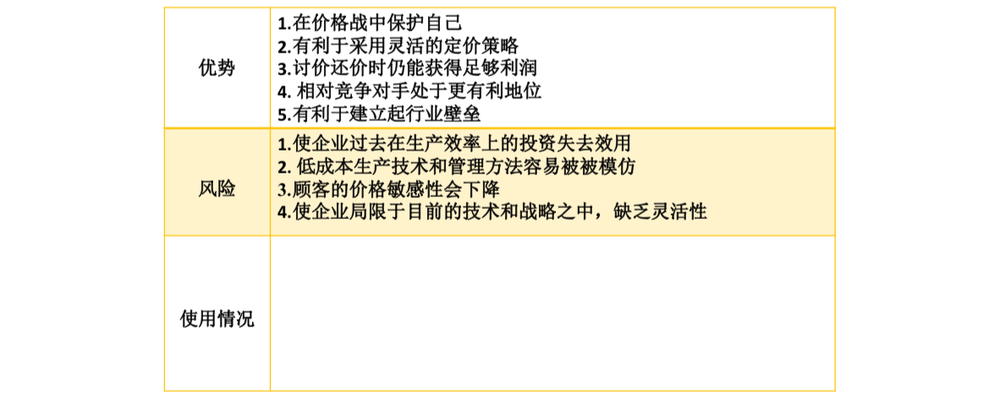 优势
1.在价格战中保护自己
2.有利于采用灵活的定价策略
3.讨价还价时仍能获得足够利润
4. 相对竞争对手处于更有利地位
5.有利于建立起行业壁垒
风险
1.使企业过去在生产效率上的投资失去效用
2. 低成本生产技术和管理方法容易被被模仿
3.顾客的价格敏感性会下降
4.使企业局限于目前的技术和战略之中，缺乏灵活性
使用情况